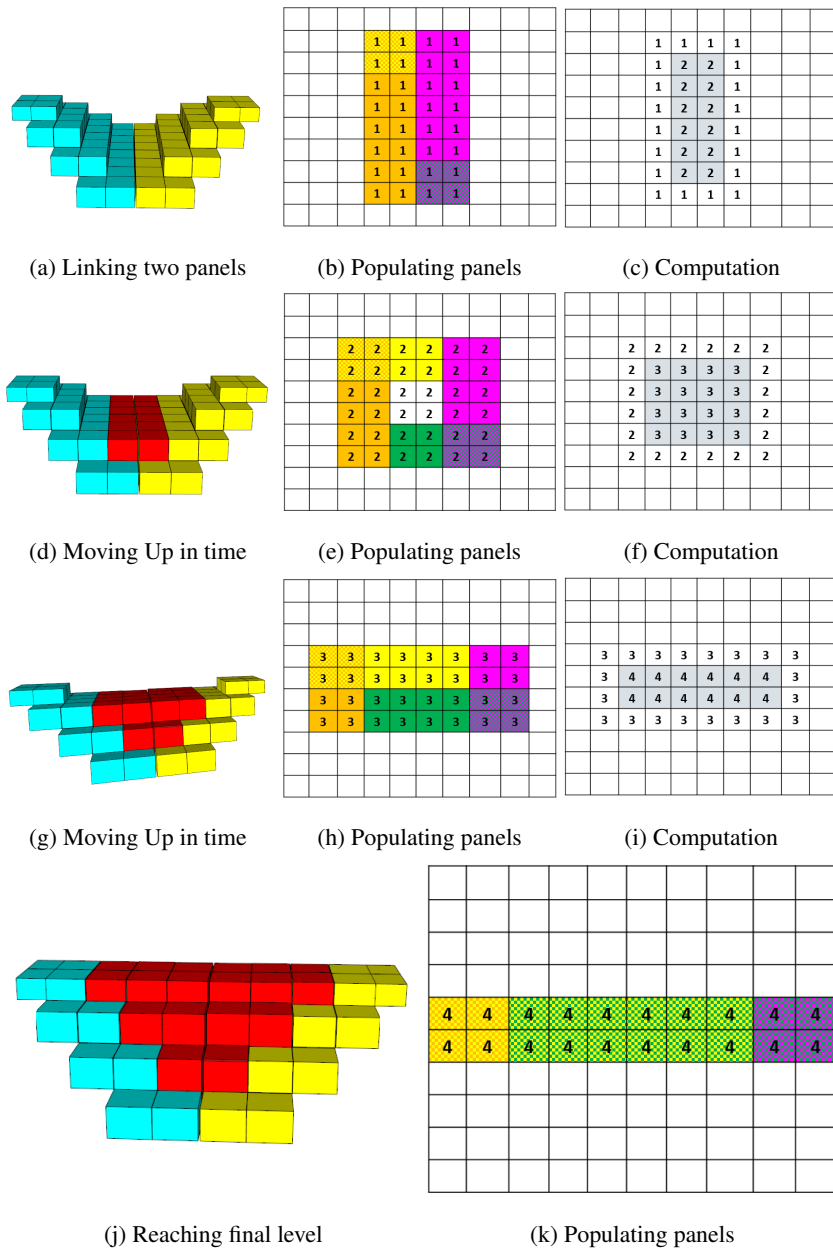 1 1 1 1
1 1 1 1
1 1 1 1
1 1 1 1
1 1 1 1
1 1 1 1
1 1 1 1
1 1 1 1
1 1 1 1
1 2 2 1
1 2 2 1
1 2 2 1
1 2 2 1
1 2 2 1
1 2 2 1
1 1 1 1
(a) Linking two panels
(b) Populating panels
(c) Computation
2 2 2 2 2 2
2 2 2 2 2 2
2 2 2 2 2 2
2 2 2 2 2 2
2 2 2 2 2 2
2 2 2 2 2 2
2 2 2 2 2 2
2 3 3 3 3 2
2 3 3 3 3 2
2 3 3 3 3 2
2 3 3 3 3 2
2 2 2 2 2 2
(d) Moving Up in time
(e) Populating panels
(f) Computation
3 3 3 3 3 3 3 3
3 3 3 3 3 3 3 3
3 3 3 3 3 3 3 3
3 3 3 3 3 3 3 3
3 3 3 3 3 3 3 3
3 4 4 4 4 4 4 3
3 4 4 4 4 4 4 3
3 3 3 3 3 3 3 3
(g) Moving Up in time
(h) Populating panels
(i) Computation
4 4 4 4 4 4 4 4 4 4
4 4 4 4 4 4 4 4 4 4
(j) Reaching final level
(k) Populating panels